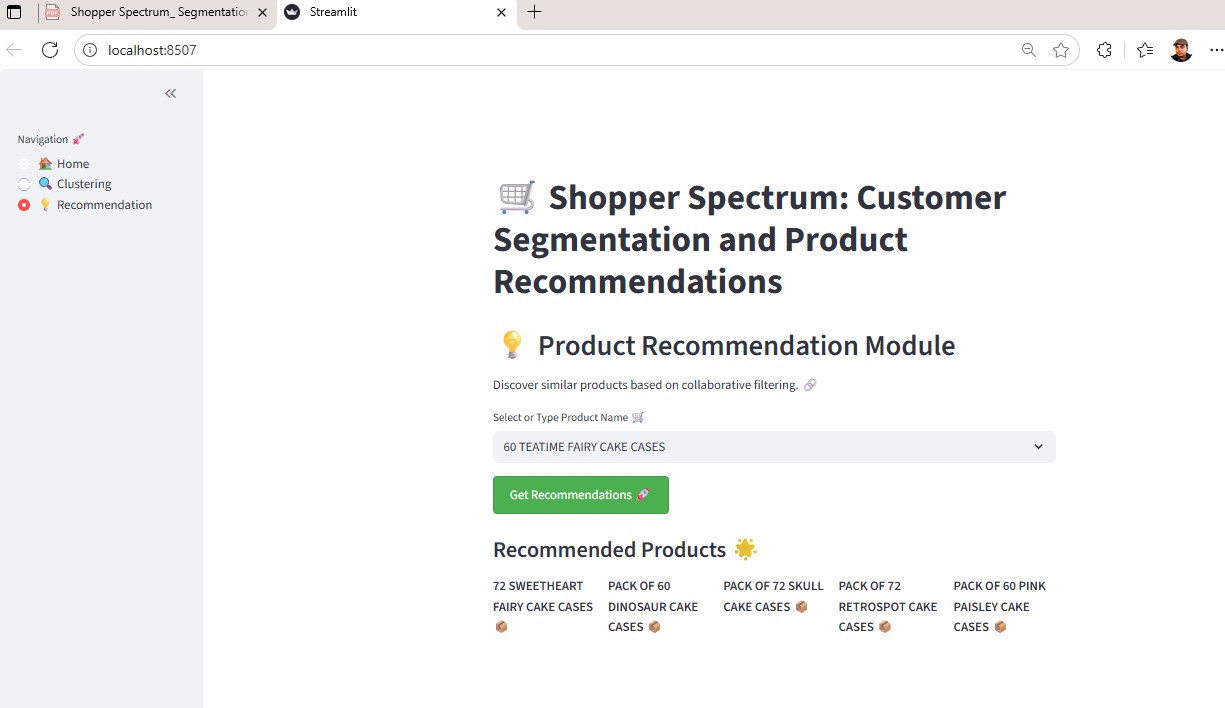 Shopper Spectrum_ Segmentation
Streamlit
localhost:8507
Navigation 🚀
🏠 Home
🔍 Clustering
💡 Recommendation
🛒 Shopper Spectrum: Customer
Segmentation and Product
Recommendations
💡 Product Recommendation Module
Discover similar products based on collaborative filtering. 🔗
Select or Type Product Name 🛒
60 TEATIME FAIRY CAKE CASES
Get Recommendations 🚀
Recommended Products 🌟
72 SWEETHEART
FAIRY CAKE CASES
📦
PACK OF 60
DINOSAUR CAKE
CASES 📦
PACK OF 72 SKULL
CAKE CASES 📦
PACK OF 72
RETROSPOT CAKE
CASES 📦
PACK OF 60 PINK
PAISLEY CAKE
CASES 📦